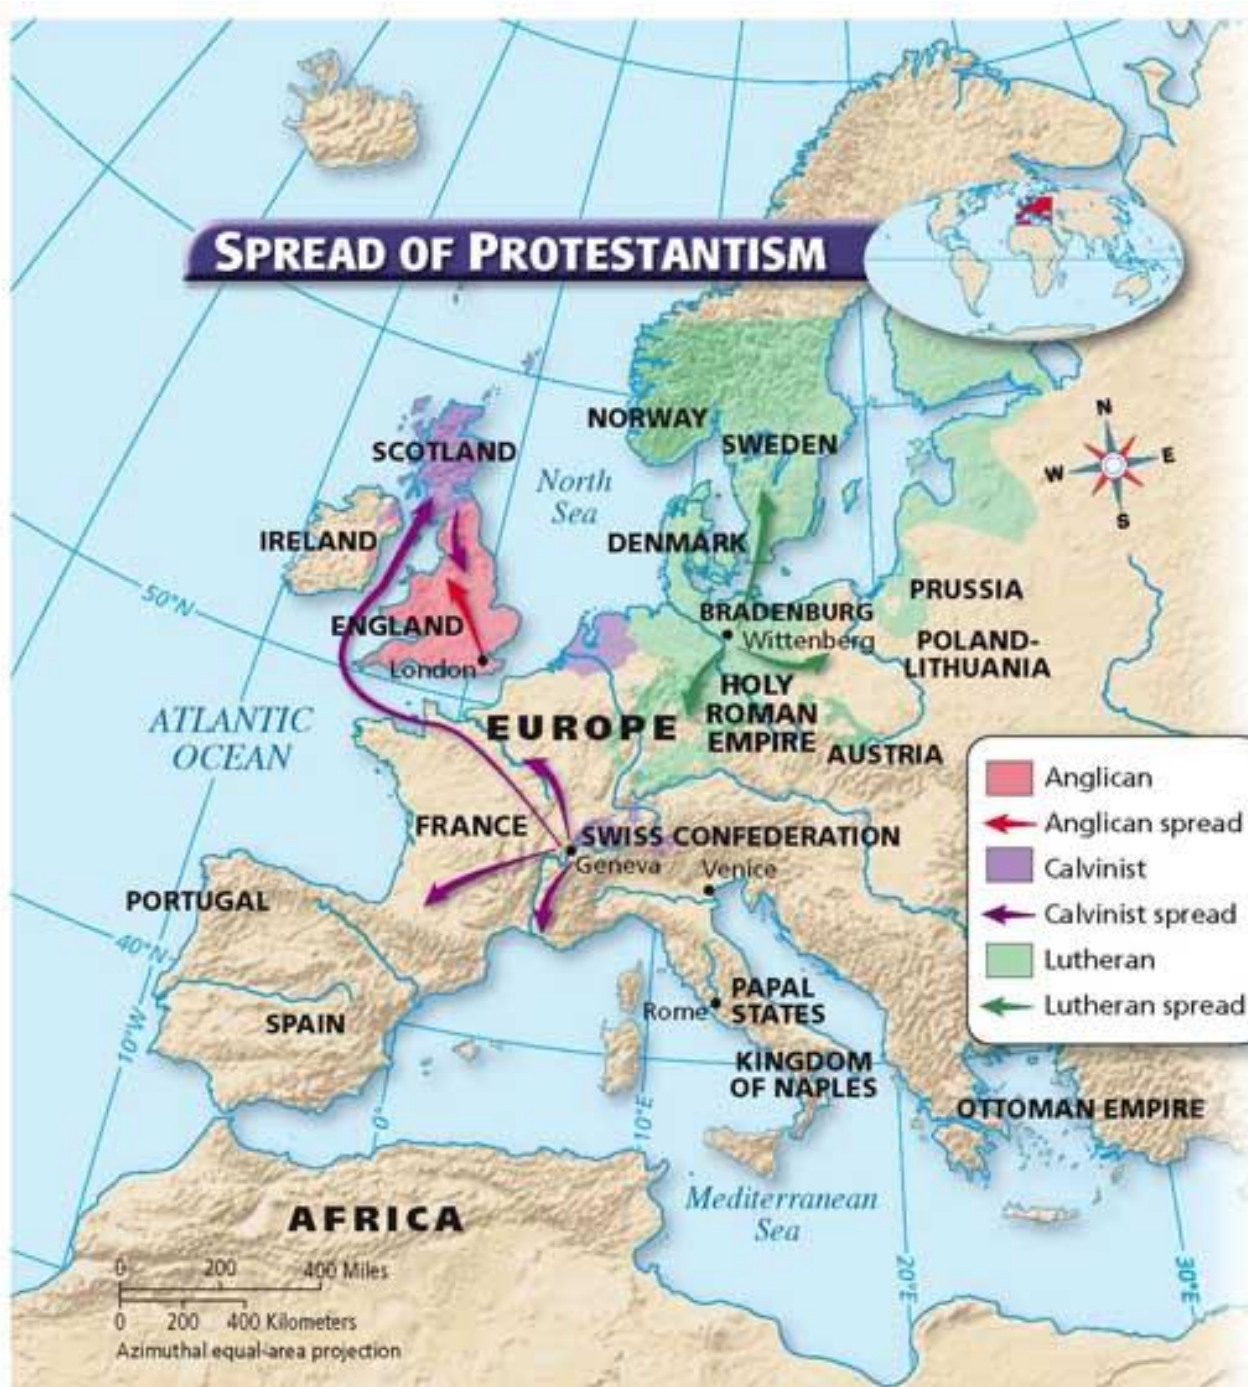 SPREAD OF PROTESTANTISM
NORWAY
SWEDEN
SCOTLAND
North
Sea
N
W
E
S
IRELAND
DENMARK
50°N
ENGLAND
London
BRADENBURG
Wittenberg
PRUSSIA
POLAND-
LITHUANIA
HOLY
ROMAN
EMPIRE
ATLANTIC
OCEAN
EUROPE
AUSTRIA
Anglican
Anglican spread
Calvinist
Calvinist spread
Lutheran
Lutheran spread
FRANCE
SWISS CONFEDERATION
Geneva
Venice
PORTUGAL
40°N
SPAIN
10°W
Rome
PAPAL
STATES
KINGDOM
OF NAPLES
OTTOMAN EMPIRE
0°
10°E
Mediterranean
Sea
AFRICA
20°E
30°E
0 200 400 Miles
0 200 400 Kilometers
Azimuthal equal-area projection